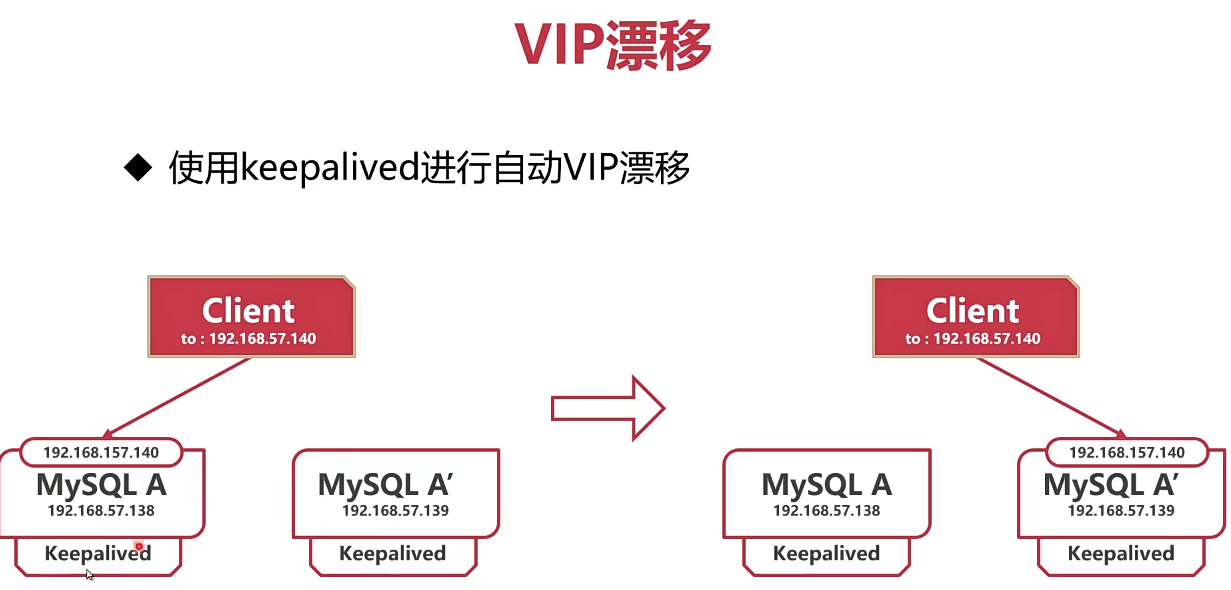 VIP漂移
◆ 使用keepalived进行自动VIP漂移
Client
to : 192.168.57.140
192.168.157.140
MySQL A
192.168.57.138
Keepalived
MySQL A′
192.168.57.139
Keepalived
Client
to : 192.168.57.140
MySQL A
192.168.57.138
Keepalived
192.168.157.140
MySQL A′
192.168.57.139
Keepalived